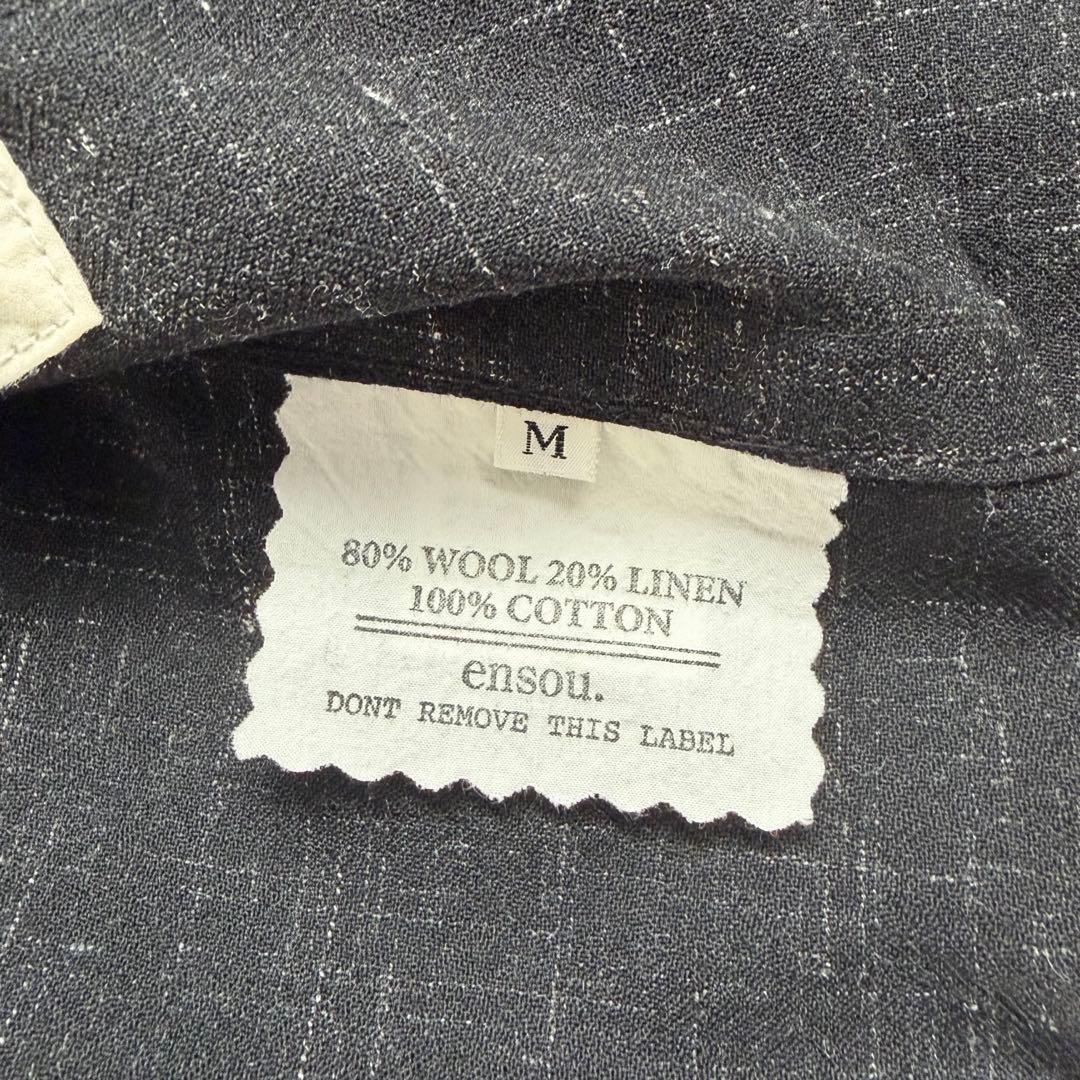 M
80% WOOL 20% LINEN
100% COTTON
ensou.
DONT REMOVE THIS LABEL